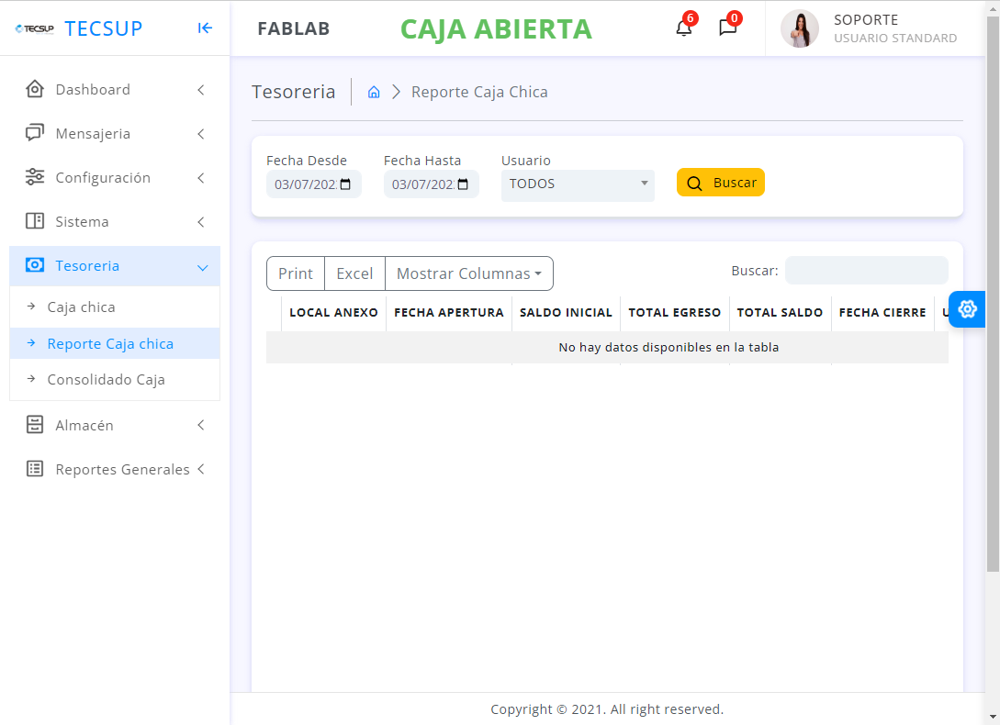 TECSUP TECSUP
FABLAB
CAJA ABIERTA
6
0
SOPORTE
USUARIO STANDARD
Dashboard
Mensajeria
Configuración
Sistema
Tesoreria
Caja chica
Reporte Caja chica
Consolidado Caja
Almacén
Reportes Generales
Tesoreria
Reporte Caja Chica
Fecha Desde Fecha Hasta Usuario
03/07/202 03/07/202 TODOS Buscar
Print Excel Mostrar Columnas
Buscar:
LOCAL ANEXO FECHA APERTURA SALDO INICIAL TOTAL EGRESO TOTAL SALDO FECHA CIERRE
No hay datos disponibles en la tabla
Copyright © 2021. All right reserved.